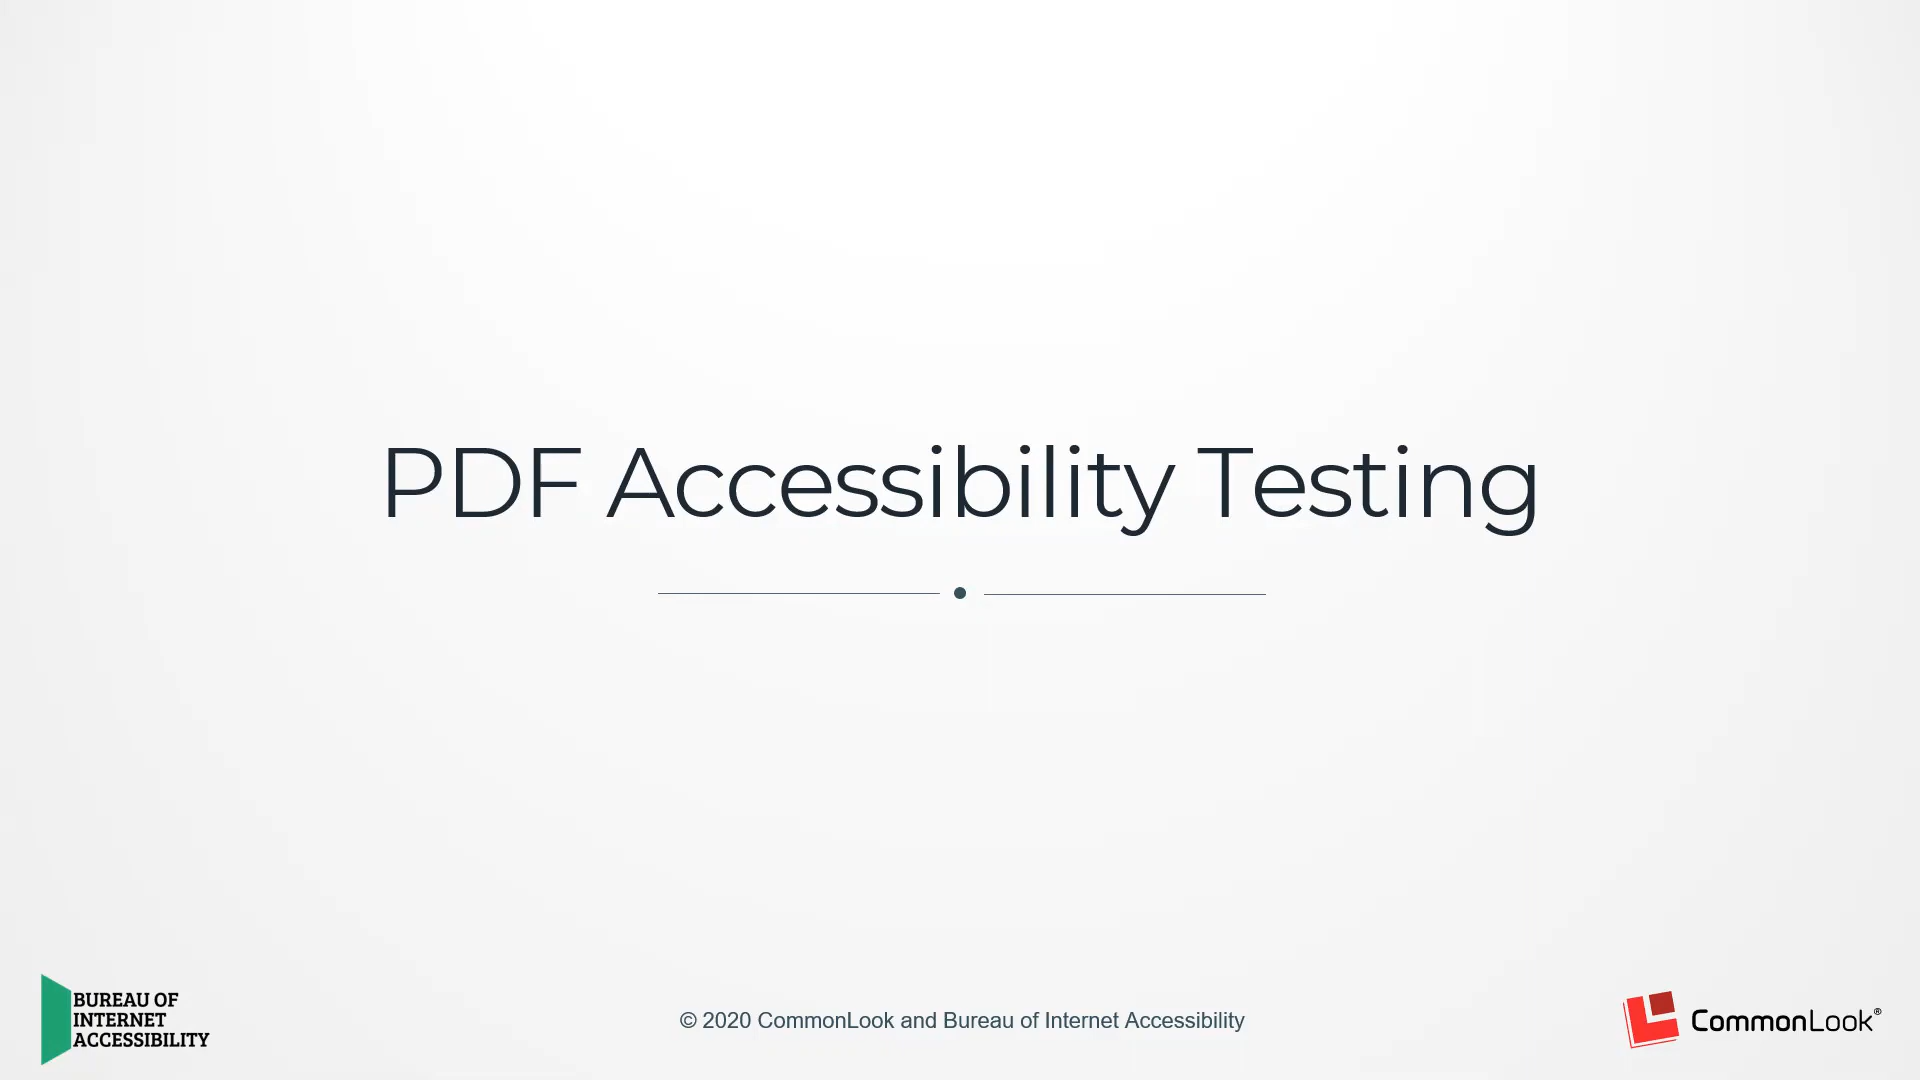 PDF Accessibility Testing
BUREAU OF
INTERNET
ACCESSIBILITY
© 2020 CommonLook and Bureau of Internet Accessibility
CommonLook®